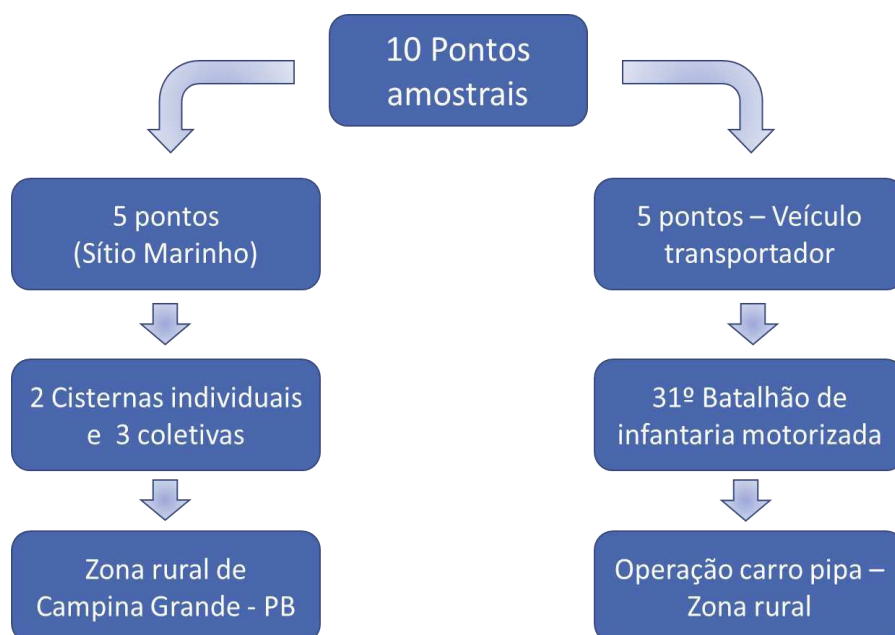 10 Pontos
amostrais
5 pontos
(Sítio Marinho)
5 pontos – Veículo
transportador
2 Cisternas individuais
e 3 coletivas
31º Batalhão de
infantaria motorizada
Zona rural de
Campina Grande - PB
Operação carro pipa –
Zona rural